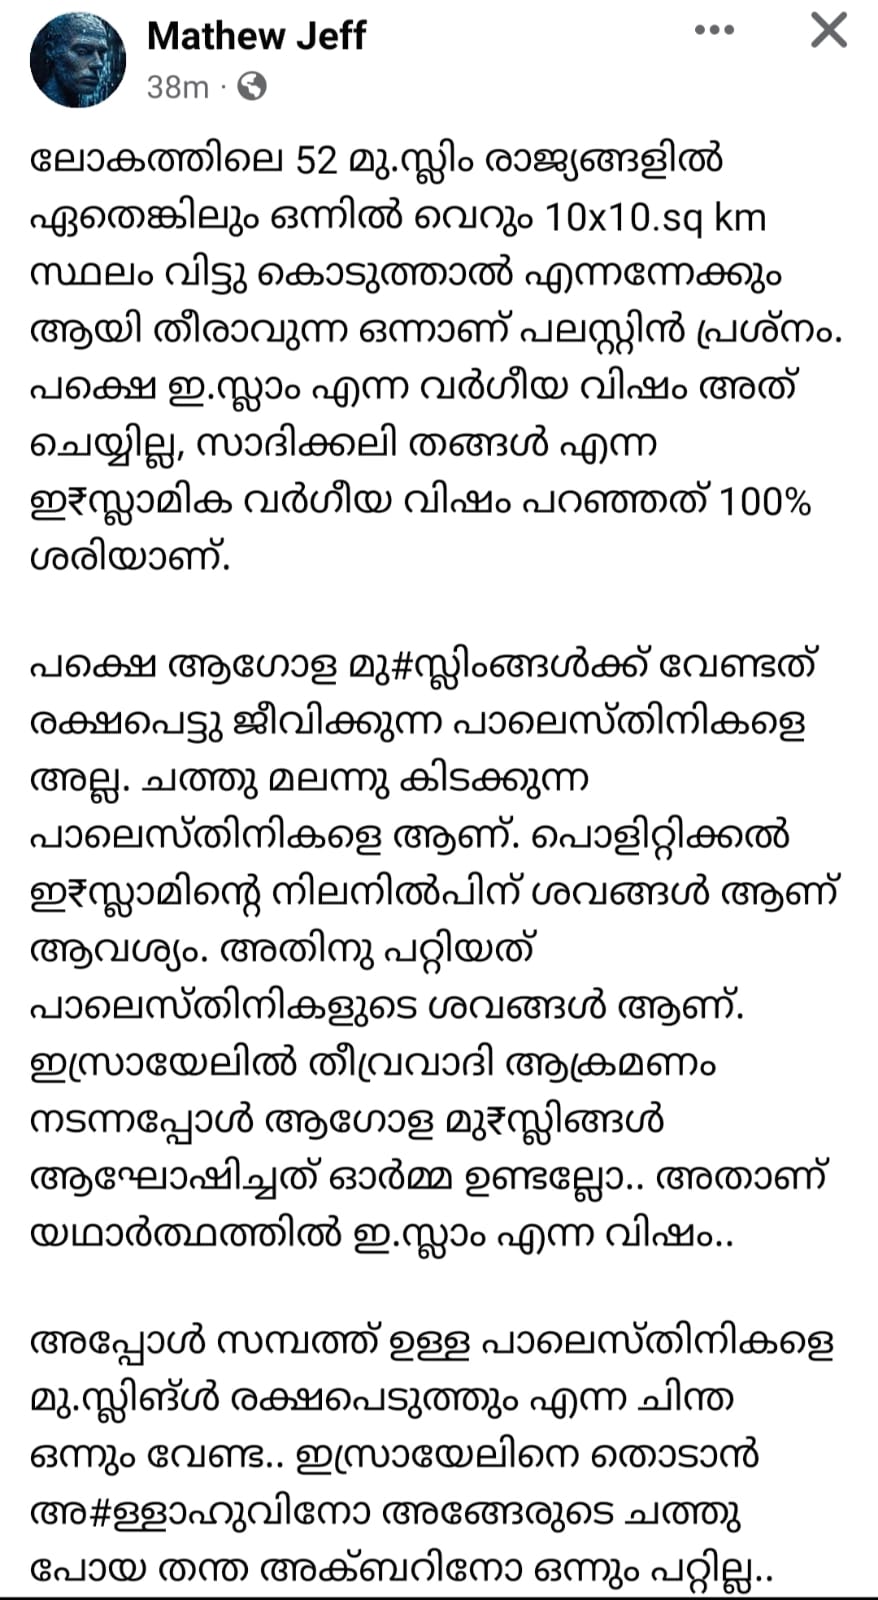 Mathew Jeff
38m
ലോകത്തിലെ 52 മു.സ്ലിം രാജ്യങ്ങളിൽ
ഏതെങ്കിലും ഒന്നിൽ വെറും 10x10.sq km
സ്ഥലം വിട്ടു കൊടുത്താൽ എന്നന്നേക്കും
ആയി തീരാവുന്ന ഒന്നാണ് പലസ്റ്റിൻ പ്രശ്നം.
പക്ഷെ ഇ.സ്ലാം എന്ന വർഗീയ വിഷം അത്
ചെയ്യില്ല, സാദിക്കലി തങ്ങൾ എന്ന
ഇ₹സ്ലാമിക വർഗീയ വിഷം പറഞ്ഞത് 100%
ശരിയാണ്.
പക്ഷെ ആഗോള മു#സ്ലിംങ്ങൾക്ക് വേണ്ടത്
രക്ഷപെട്ടു ജീവിക്കുന്ന പാലെസ്തിനികളെ
അല്ല. ചത്തു മലന്നു കിടക്കുന്ന
പാലെസ്തിനികളെ ആണ്. പൊളിറ്റിക്കൽ
ഇ₹സ്ലാമിന്റെ നിലനിൽപിന് ശവങ്ങൾ ആണ്
ആവശ്യം. അതിനു പറ്റിയത്
പാലെസ്തിനികളുടെ ശവങ്ങൾ ആണ്.
ഇസ്രായേലിൽ തീവ്രവാദി ആക്രമണം
നടന്നപ്പോൾ ആഗോള മു₹സ്ലിങ്ങൾ
ആഘോഷിച്ചത് ഓർമ്മ ഉണ്ടല്ലോ.. അതാണ്
യഥാർത്ഥത്തിൽ ഇ.സ്ലാം എന്ന വിഷം..
അപ്പോൾ സമ്പത്ത് ഉള്ള പാലെസ്തിനികളെ
മു.സ്ലിങ്ൾ രക്ഷപെടുത്തും എന്ന ചിന്ത
ഒന്നും വേണ്ട.. ഇസ്രായേലിനെ തൊടാൻ
അ#ള്ളാഹുവിനോ അങ്ങേരുടെ ചത്തു
പോയ തന്ത അക്ബറിനോ ഒന്നും പറ്റില്ല..